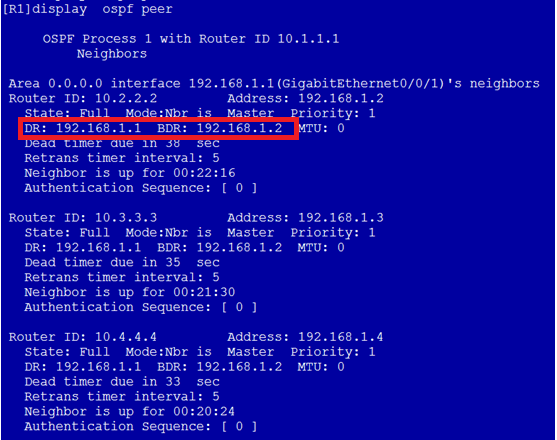 [R1]display ospf peer
OSPF Process 1 with Router ID 10.1.1.1
Neighbors
Area 0.0.0.0 interface 192.168.1.1(GigabitEthernet0/0/1)'s neighbors
Router ID: 10.2.2.2 Address: 192.168.1.2
State: Full Mode:Nbr is Master Priority: 1
DR: 192.168.1.1 BDR: 192.168.1.2 MTU: 0
Dead timer due in 38 sec
Retrans timer interval: 5
Neighbor is up for 00:22:16
Authentication Sequence: [ 0 ]
Router ID: 10.3.3.3 Address: 192.168.1.3
State: Full Mode:Nbr is Master Priority: 1
DR: 192.168.1.1 BDR: 192.168.1.2 MTU: 0
Dead timer due in 35 sec
Retrans timer interval: 5
Neighbor is up for 00:21:30
Authentication Sequence: [ 0 ]
Router ID: 10.4.4.4 Address: 192.168.1.4
State: Full Mode:Nbr is Master Priority: 1
DR: 192.168.1.1 BDR: 192.168.1.2 MTU: 0
Dead timer due in 33 sec
Retrans timer interval: 5
Neighbor is up for 00:20:24
Authentication Sequence: [ 0 ]